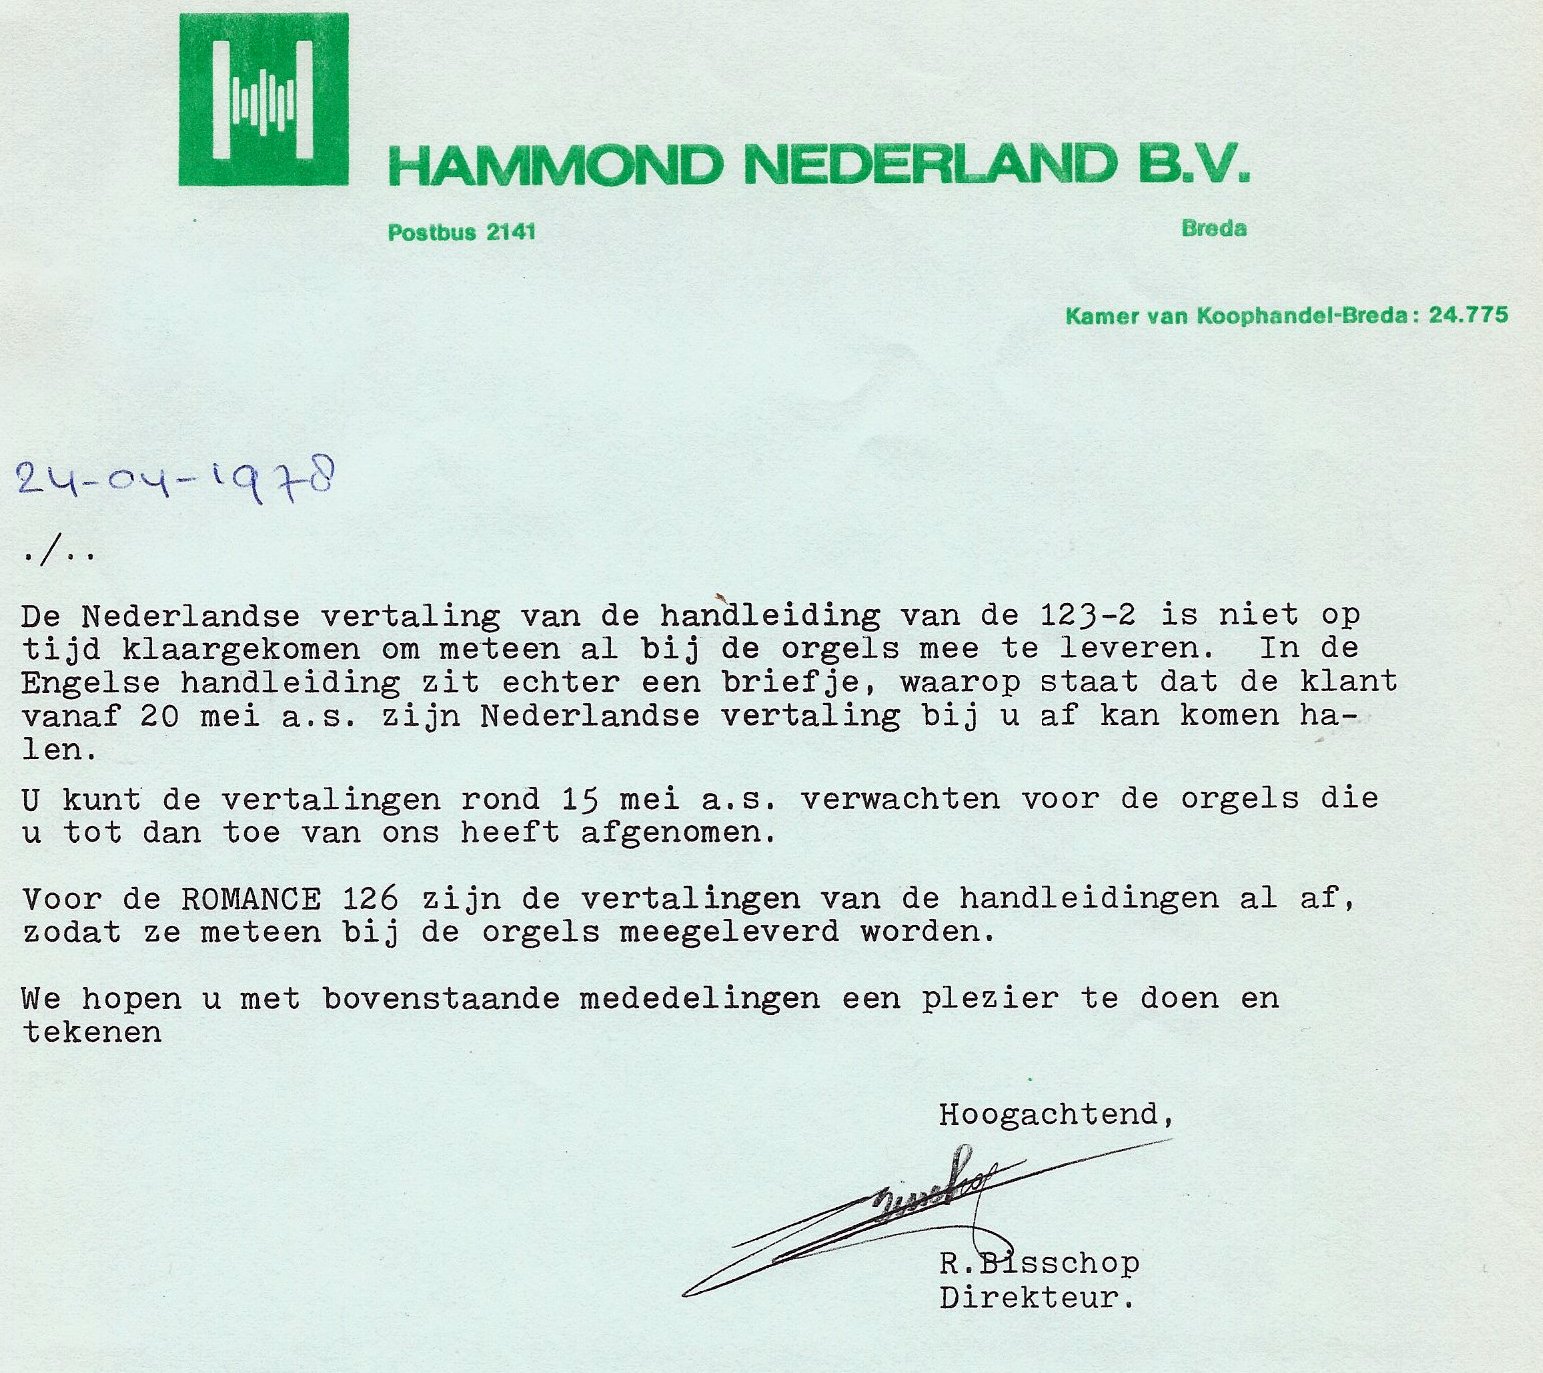 HAMMOND NEDERLAND B.V.
Postbus 2141 Breda
Kamer van Koophandel-Breda: 24.775
24-04-1978
./..
De Nederlandse vertaling van de handleiding van de 123-2 is niet op
tijd klaargekomen om meteen al bij de orgels mee te leveren. In de
Engelse handleiding zit echter een briefje, waarop staat dat de klant
vanaf 20 mei a.s. zijn Nederlandse vertaling bij u af kan komen ha-
len.
U kunt de vertalingen rond 15 mei a.s. verwachten voor de orgels die
u tot dan toe van ons heeft afgenomen.
Voor de ROMANCE 126 zijn de vertalingen van de handleidingen al af,
zodat ze meteen bij de orgels meegeleverd worden.
We hopen u met bovenstaande mededelingen een plezier te doen en
tekenen
Hoogachtend,
R.Bisschop
Direkteur.